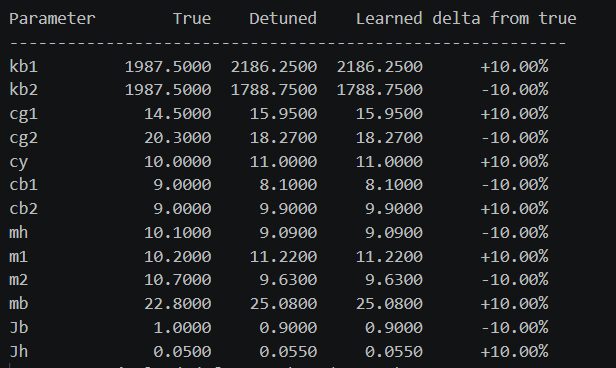 Parameter True Detuned Learned delta from true
----------------------------------------------------------
kb1 1987.5000 2186.2500 2186.2500 +10.00%
kb2 1987.5000 1788.7500 1788.7500 -10.00%
cg1 14.5000 15.9500 15.9500 +10.00%
cg2 20.3000 18.2700 18.2700 -10.00%
cy 10.0000 11.0000 11.0000 +10.00%
cb1 9.0000 8.1000 8.1000 -10.00%
cb2 9.0000 9.9000 9.9000 +10.00%
mh 10.1000 9.0900 9.0900 -10.00%
m1 10.2000 11.2200 11.2200 +10.00%
m2 10.7000 9.6300 9.6300 -10.00%
mb 22.8000 25.0800 25.0800 +10.00%
Jb 1.0000 0.9000 0.9000 -10.00%
Jh 0.0500 0.0550 0.0550 +10.00%